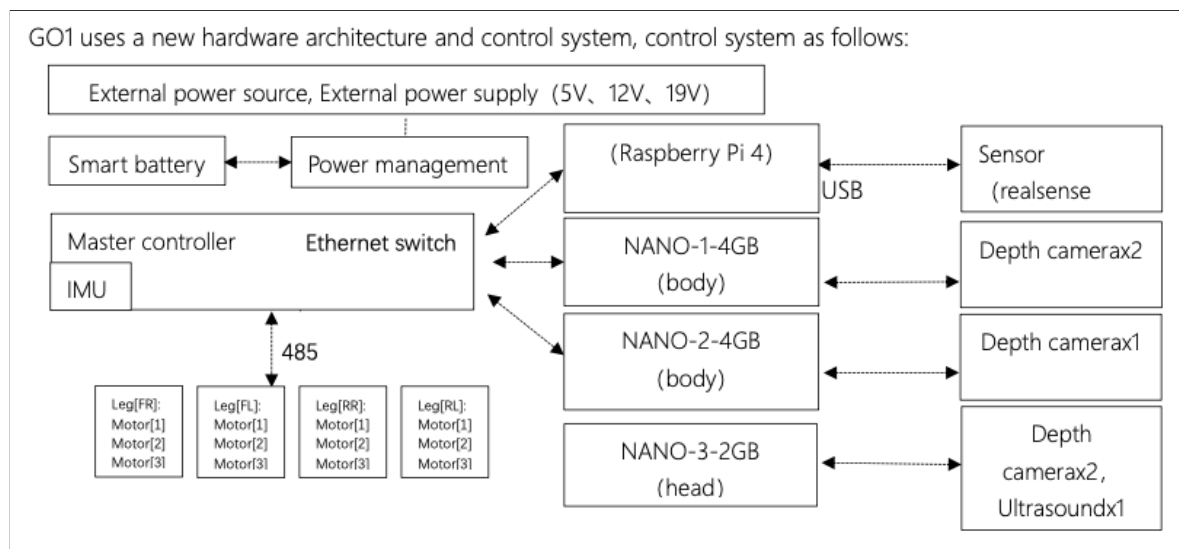 GO1 uses a new hardware architecture and control system, control system as follows:
External power source, External power supply（5V、12V、19V）
Smart battery
Power management
(Raspberry Pi 4)
USB
Sensor
(realsense
Master controller
Ethernet switch
IMU
NANO-1-4GB
(body)
Depth camerax2
NANO-2-4GB
(body)
Depth camerax1
485
Leg[FR]:
Motor[1]
Motor[2]
Motor[3]
Leg[FL]:
Motor[1]
Motor[2]
Motor[3]
Leg[RR]:
Motor[1]
Motor[2]
Motor[3]
Leg[RL]:
Motor[1]
Motor[2]
Motor[3]
NANO-3-2GB
(head)
Depth
camerax2，
Ultrasoundx1